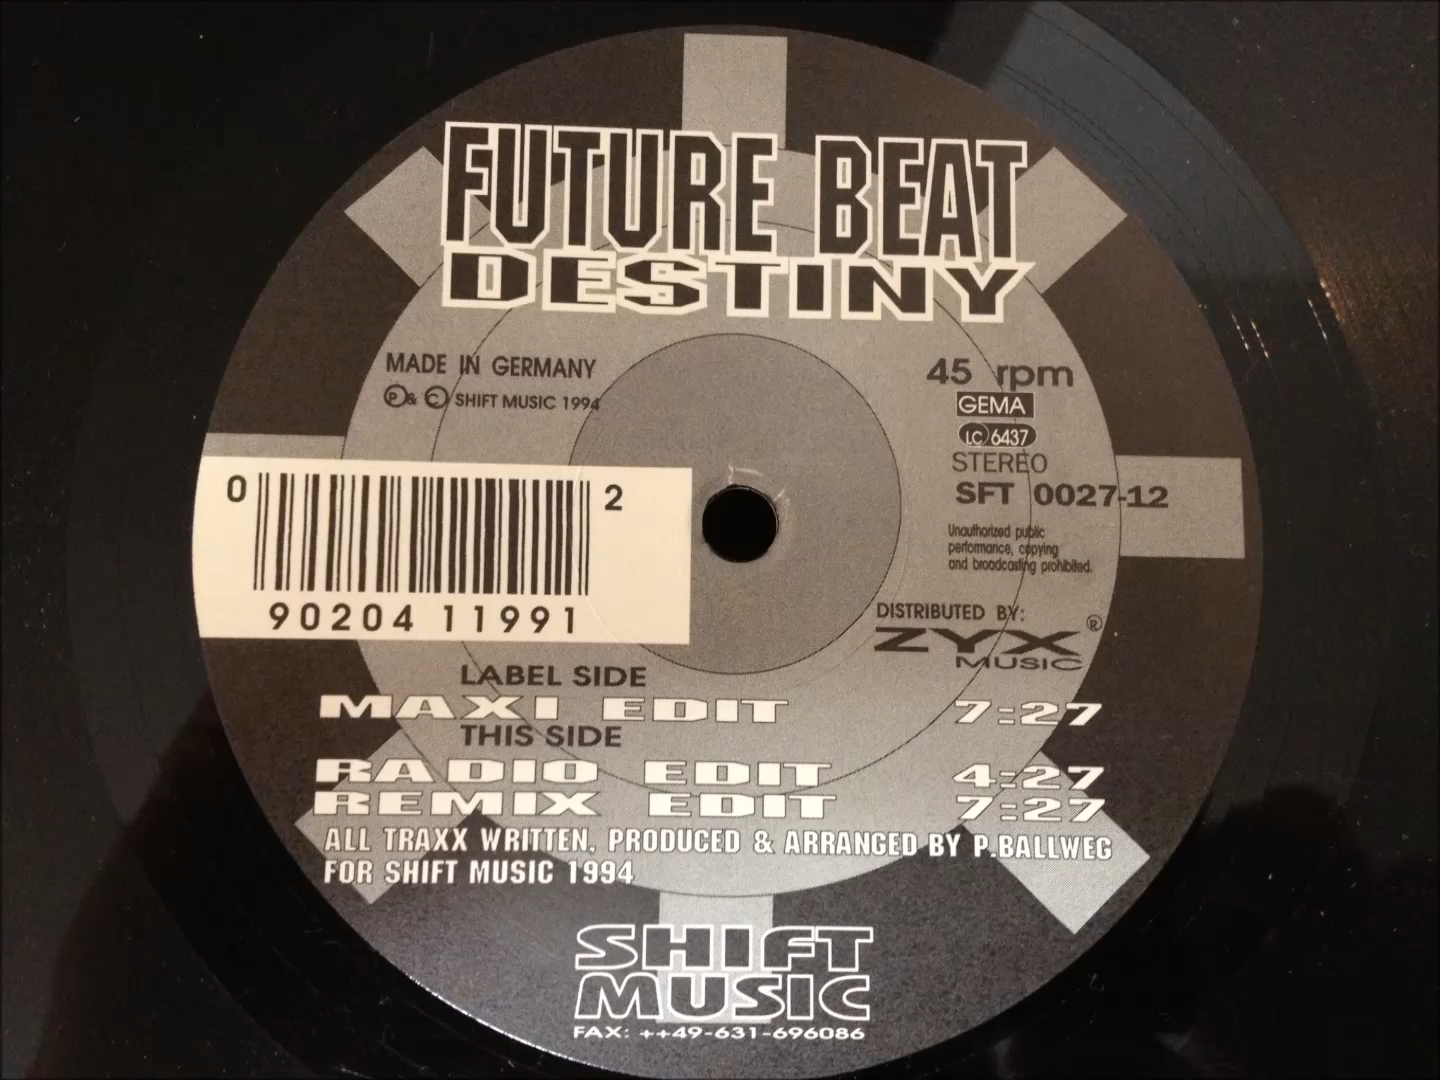 FUTURE BEAT
DESTINY
MADE IN GERMANY
℗ & © SHIFT MUSIC 1994
45 rpm
GEMA
LC 6437
STEREO
SFT 0027-12
Unauthorized public
performance, copying
and broadcasting prohibited.
0 2
90204 11991
DISTRIBUTED BY:
ZYX ®
MUSIC
LABEL SIDE
MAXI EDIT 7:27
THIS SIDE
RADIO EDIT 4:27
REMIX EDIT 7:27
ALL TRAXX WRITTEN, PRODUCED & ARRANGED BY P.BALLWEG
FOR SHIFT MUSIC 1994
SHIFT
MUSIC
FAX: ++49-631-696086